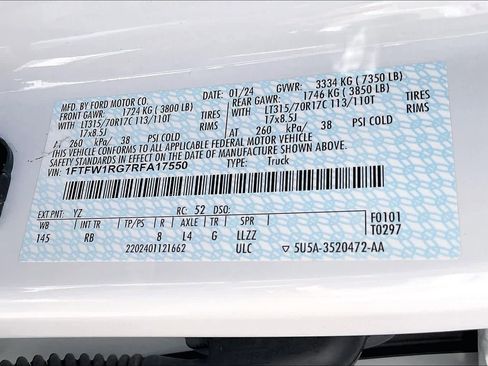 MFD. BY FORD MOTOR CO.
DATE: 01/24 GVWR: 3334 KG ( 7350 LB)
FRONT GAWR: 1724 KG ( 3800 LB) REAR GAWR: 1746 KG ( 3850 LB)
WITH LT315/70R17C 113/110T TIRES WITH LT315/70R17C 113/110T TIRES
17x8.5J RIMS 17x8.5J RIMS
AT 260 kPa/ 38 PSI COLD AT 260 kPa/ 38 PSI COLD
THIS VEHICLE CONFORMS TO ALL APPLICABLE FEDERAL MOTOR VEHICLE
SAFETY STANDARDS IN EFFECT ON THE DATE OF MANUFACTURE SHOWN ABOVE.
VIN: 1FTFW1RG7RFA17550 TYPE: Truck
EXT PNT: YZ RC: 52 DSO:
WB INT TR TP/PS R AXLE TR SPR
145 RB 8 L4 G LLZZ
2202401121662 ULC 5U5A-3520472-AA
F0101
T0297